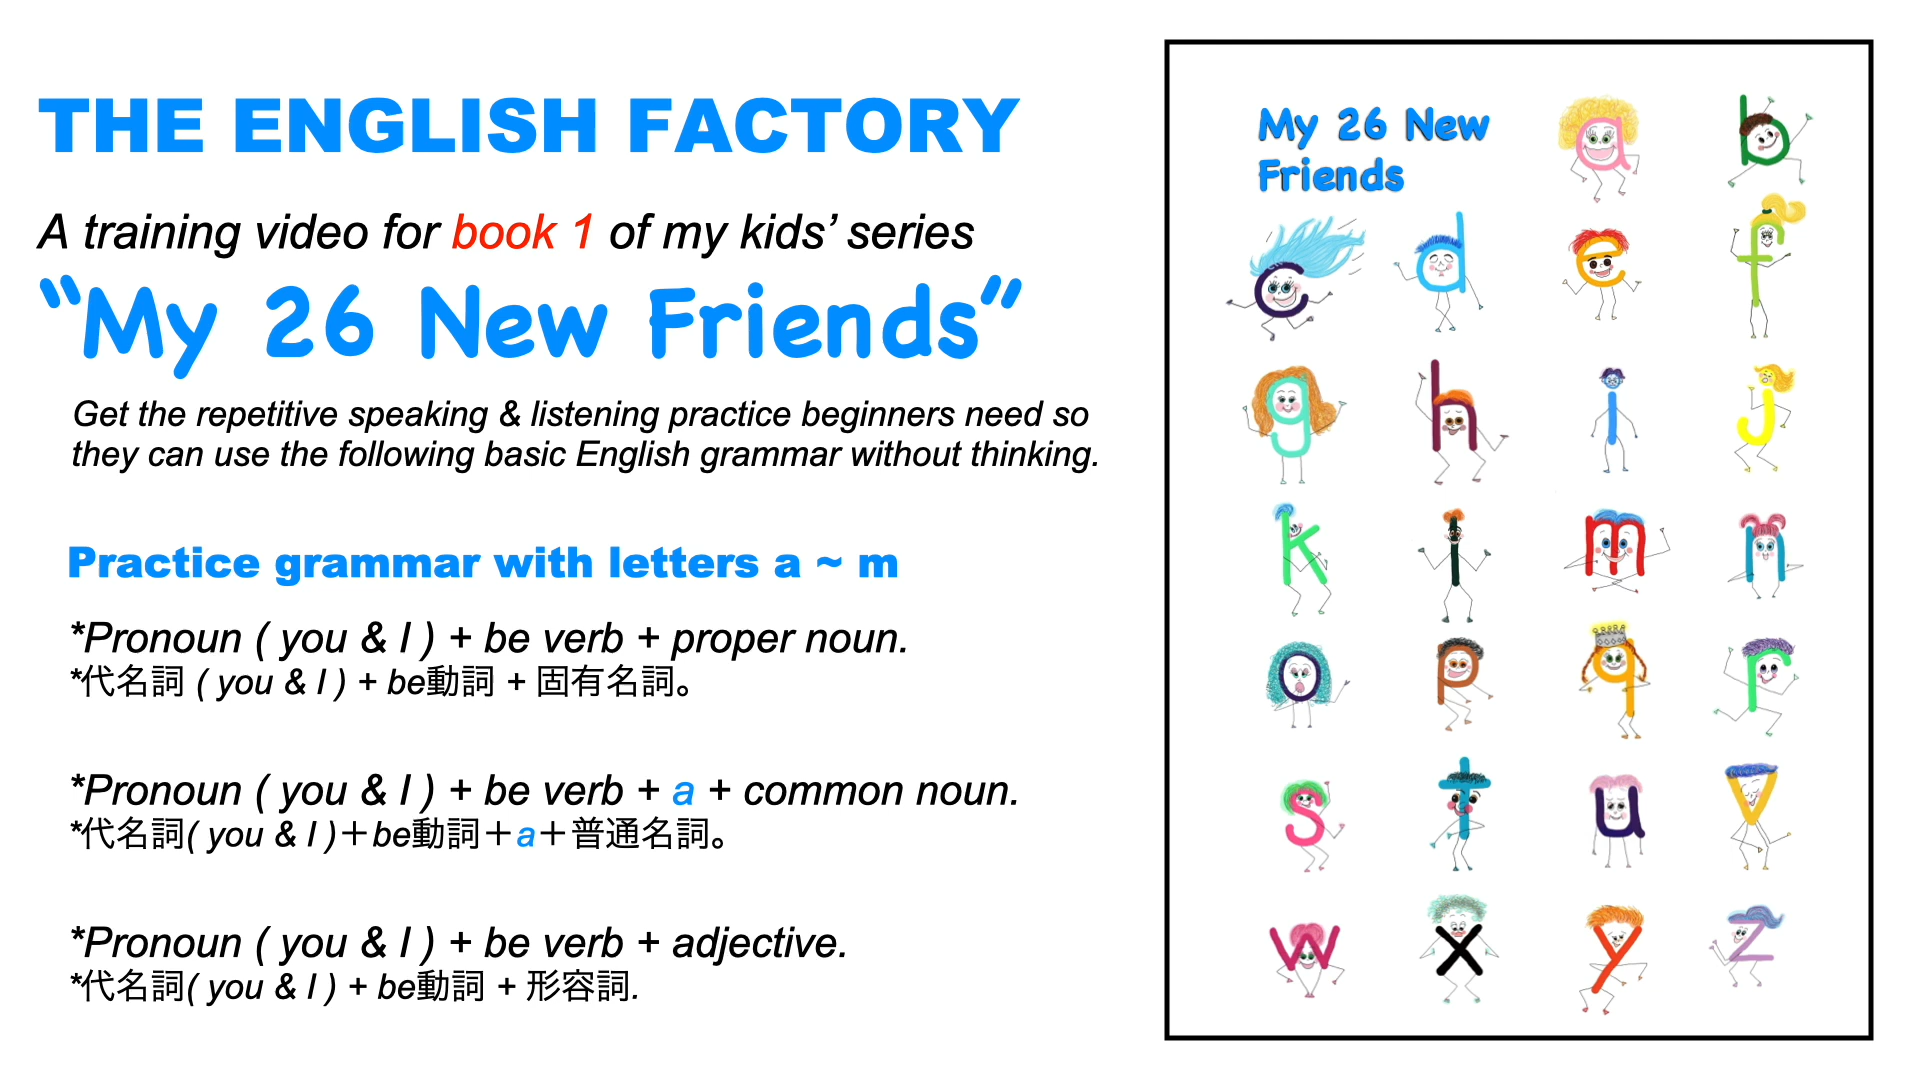 THE ENGLISH FACTORY
A training video for book 1 of my kids’ series
“My 26 New Friends”
Get the repetitive speaking & listening practice beginners need so
they can use the following basic English grammar without thinking.
Practice grammar with letters a ~ m
*Pronoun ( you & I ) + be verb + proper noun.
*代名詞 ( you & I ) + be動詞 + 固有名詞。
*Pronoun ( you & I ) + be verb + a + common noun.
*代名詞( you & I )＋be動詞＋a＋普通名詞。
*Pronoun ( you & I ) + be verb + adjective.
*代名詞( you & I ) + be動詞 + 形容詞.
My 26 New
Friends
a b
c d e f
g h i j
k l m n
o p q r
s t u v
w x y z